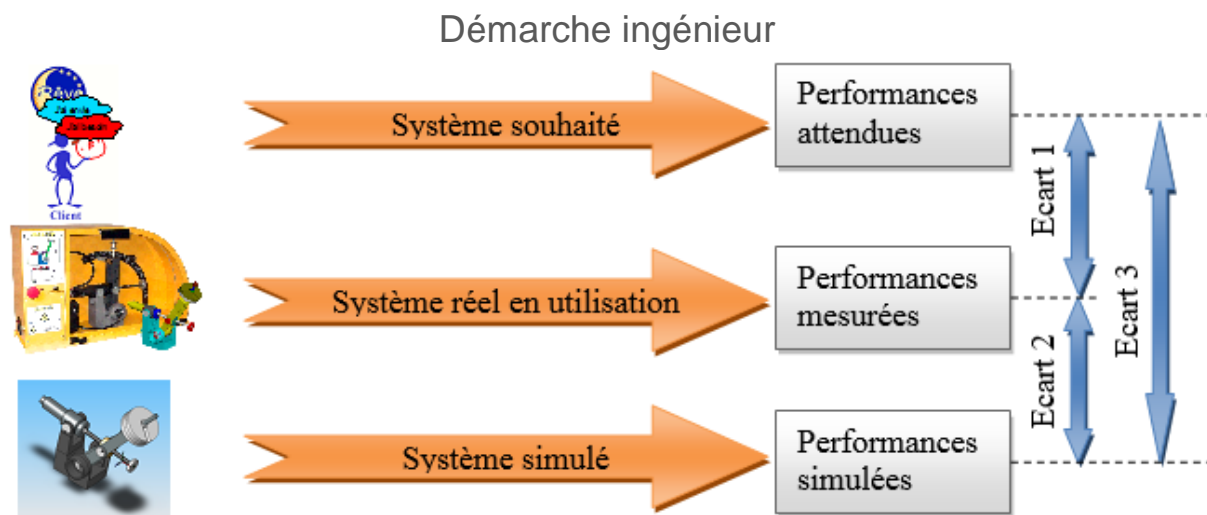 Démarche ingénieur
Rêve
Client
Système souhaité
Performances
attendues
Ecart 1
Système réel en utilisation
Performances
mesurées
Ecart 2
Ecart 3
Système simulé
Performances
simulées